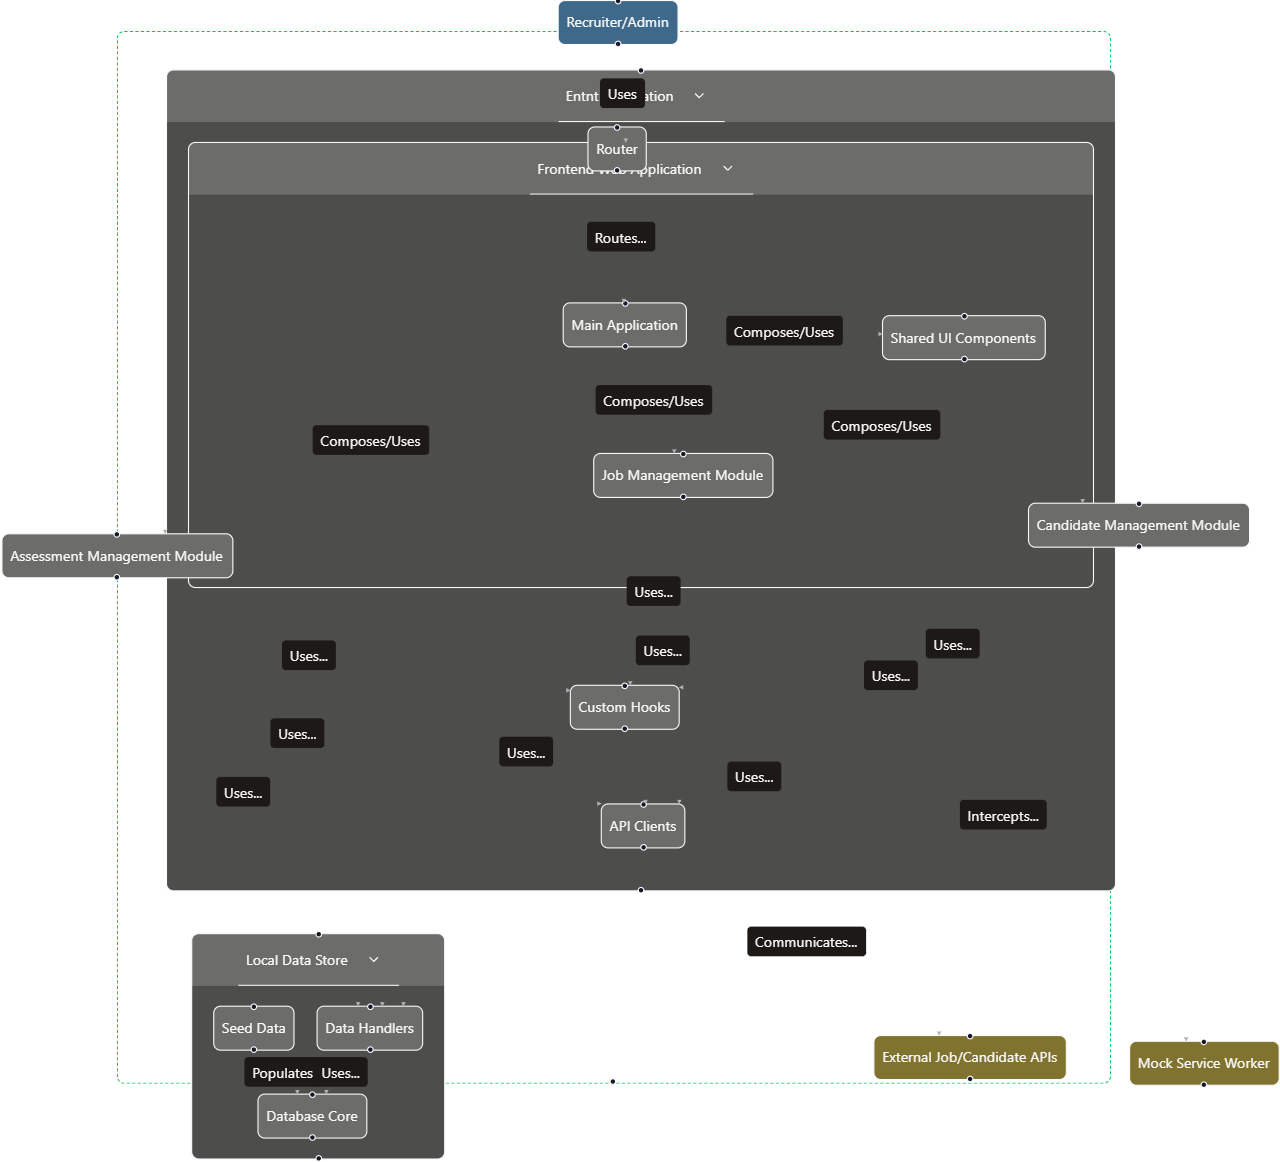 Recruiter/Admin
Entnt
ation
Uses
Router
Frontend Web Application
Routes...
Main Application
Composes/Uses
Shared UI Components
Composes/Uses
Composes/Uses
Composes/Uses
Job Management Module
Candidate Management Module
Assessment Management Module
Uses...
Uses...
Uses...
Uses...
Uses...
Custom Hooks
Uses...
Uses...
Uses...
Uses...
API Clients
Intercepts...
Communicates...
Local Data Store
Seed Data
Data Handlers
Populates
Uses...
Database Core
External Job/Candidate APIs
Mock Service Worker